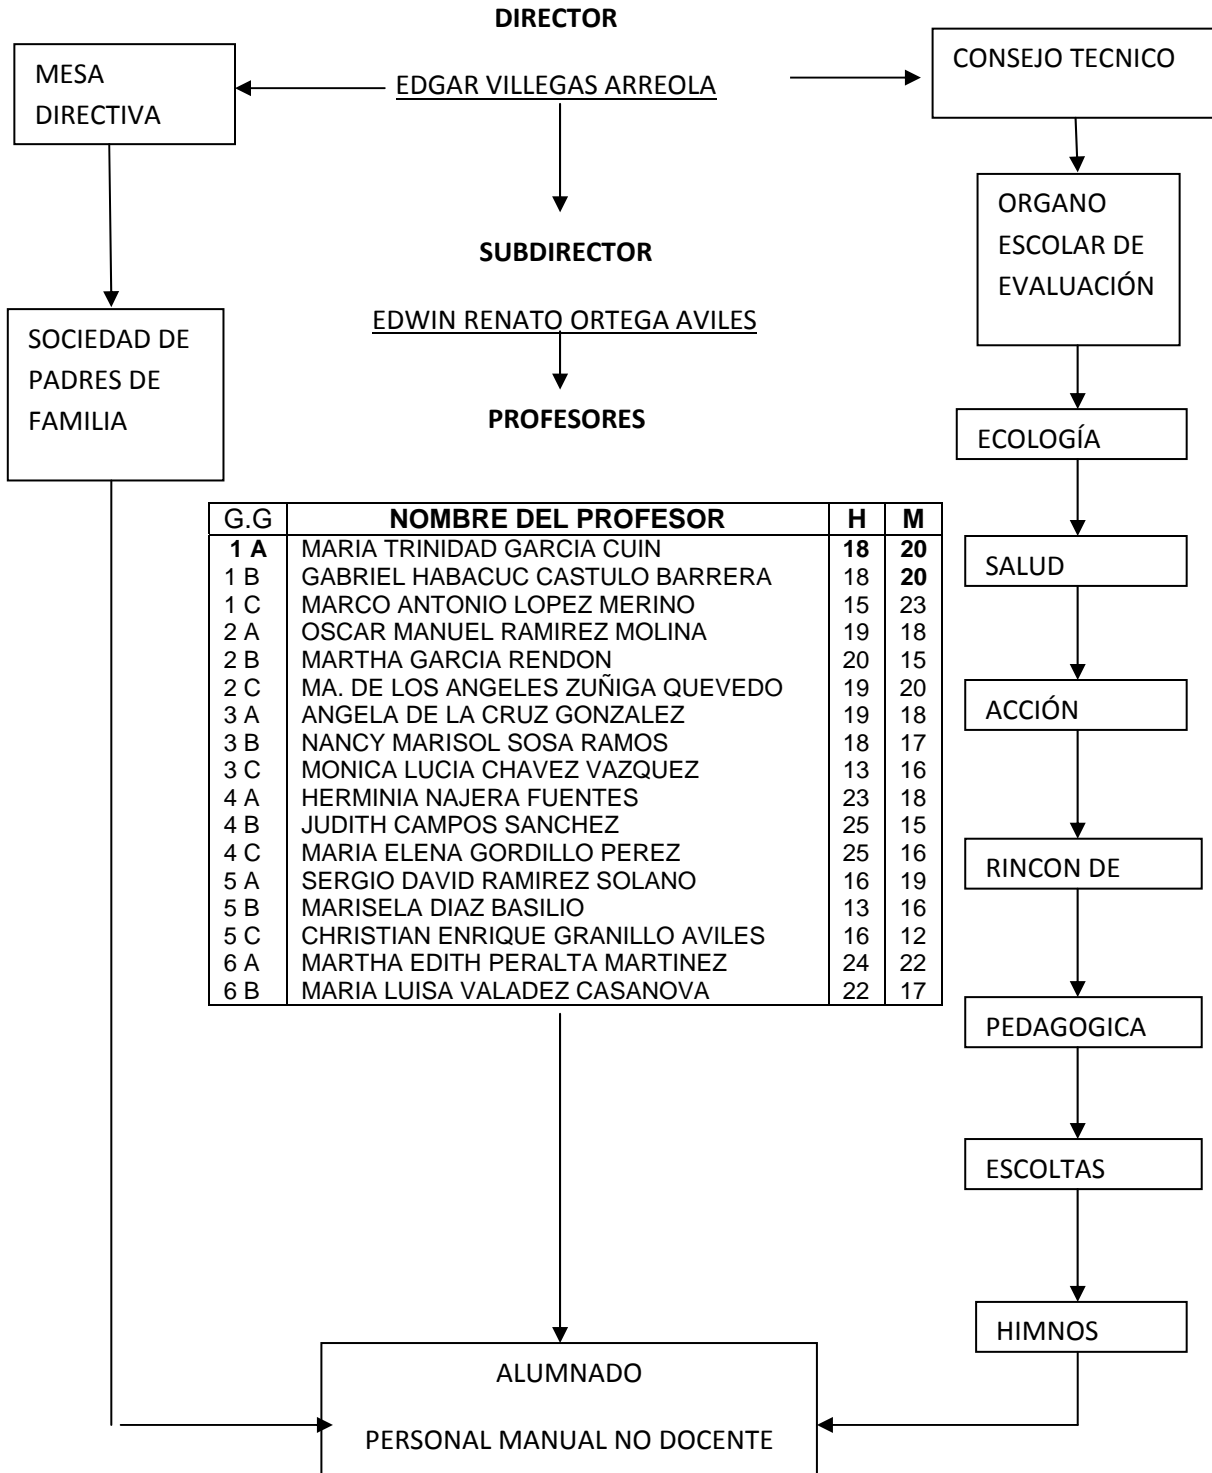 DIRECTOR
MESA
DIRECTIVA
EDGAR VILLEGAS ARREOLA
CONSEJO TECNICO
ORGANO
ESCOLAR DE
EVALUACIÓN
SUBDIRECTOR
EDWIN RENATO ORTEGA AVILES
SOCIEDAD DE
PADRES DE
FAMILIA
PROFESORES
ECOLOGÍA
G.G NOMBRE DEL PROFESOR H M
1 A MARIA TRINIDAD GARCIA CUIN 18 20
1 B GABRIEL HABACUC CASTULO BARRERA 18 20
1 C MARCO ANTONIO LOPEZ MERINO 15 23
2 A OSCAR MANUEL RAMIREZ MOLINA 19 18
2 B MARTHA GARCIA RENDON 20 15
2 C MA. DE LOS ANGELES ZUÑIGA QUEVEDO 19 20
3 A ANGELA DE LA CRUZ GONZALEZ 19 18
3 B NANCY MARISOL SOSA RAMOS 18 17
3 C MONICA LUCIA CHAVEZ VAZQUEZ 13 16
4 A HERMINIA NAJERA FUENTES 23 18
4 B JUDITH CAMPOS SANCHEZ 25 15
4 C MARIA ELENA GORDILLO PEREZ 25 16
5 A SERGIO DAVID RAMIREZ SOLANO 16 19
5 B MARISELA DIAZ BASILIO 13 16
5 C CHRISTIAN ENRIQUE GRANILLO AVILES 16 12
6 A MARTHA EDITH PERALTA MARTINEZ 24 22
6 B MARIA LUISA VALADEZ CASANOVA 22 17
SALUD
ACCIÓN
RINCON DE
PEDAGOGICA
ESCOLTAS
HIMNOS
ALUMNADO
PERSONAL MANUAL NO DOCENTE